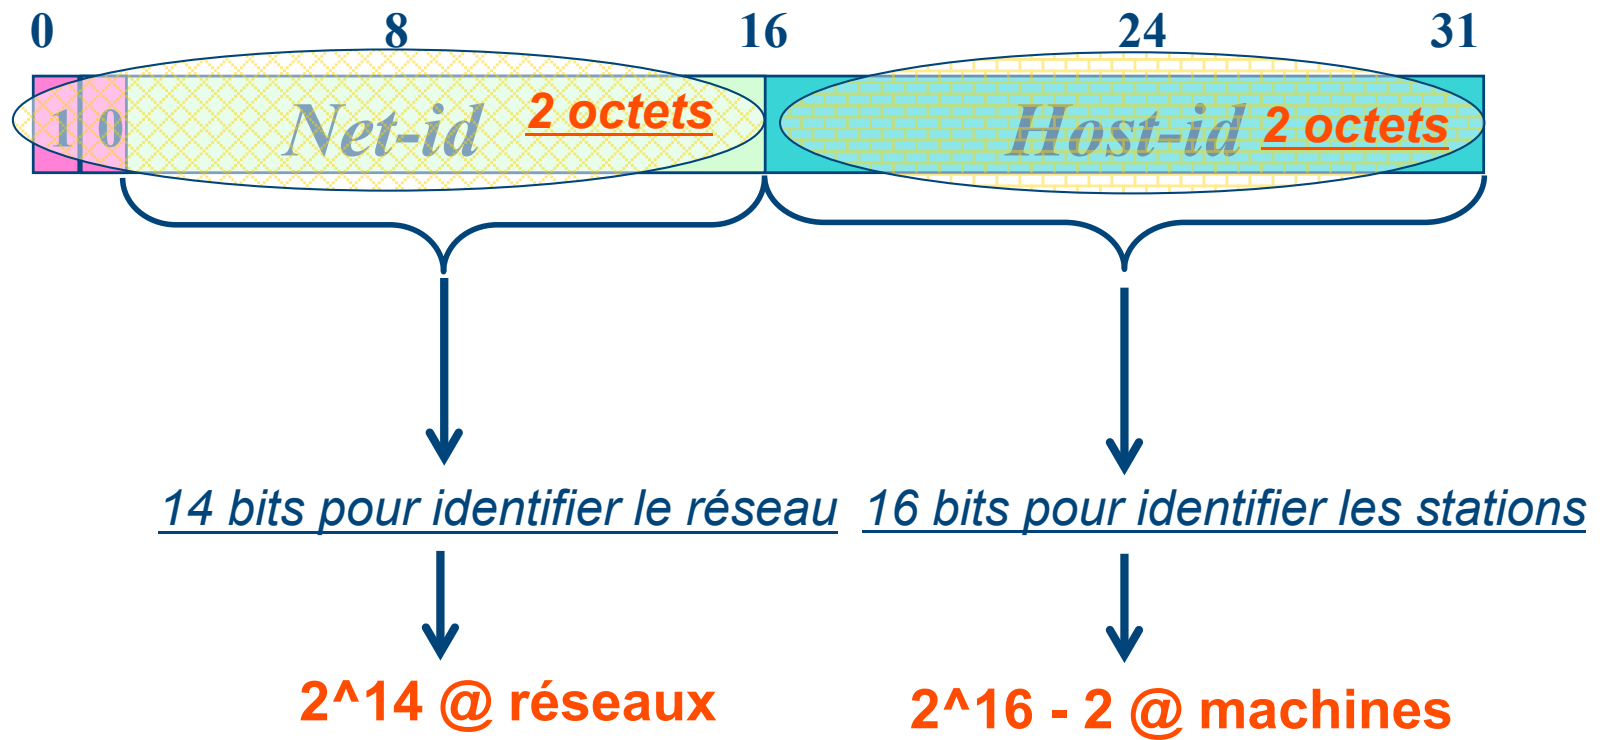 0 8 16 24 31
1 0 Net-id 2 octets Host-id 2 octets
14 bits pour identifier le réseau 16 bits pour identifier les stations
2^14 @ réseaux 2^16 - 2 @ machines